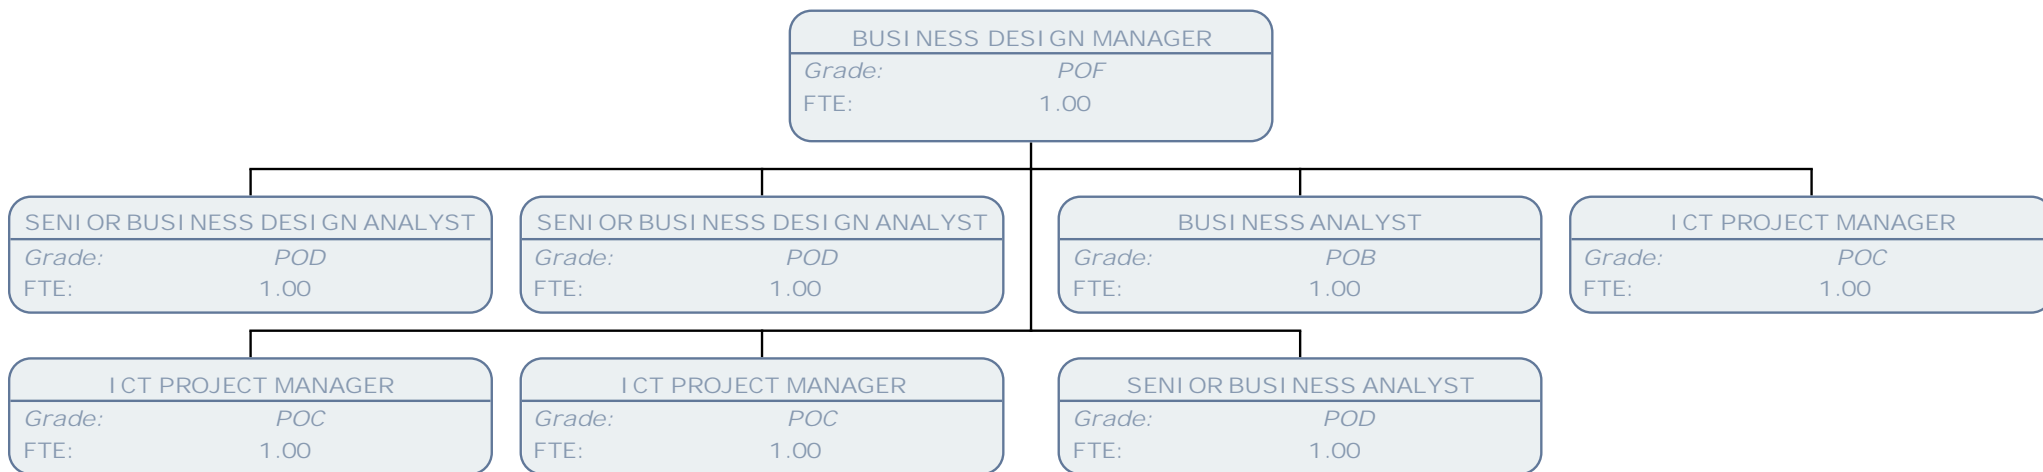 BUSINESS DESIGN MANAGER
Grade: POF
FTE: 1.00
SENIOR BUSINESS DESIGN ANALYST
Grade: POD
FTE: 1.00
SENIOR BUSINESS DESIGN ANALYST
Grade: POD
FTE: 1.00
BUSINESS ANALYST
Grade: POB
FTE: 1.00
ICT PROJECT MANAGER
Grade: POC
FTE: 1.00
ICT PROJECT MANAGER
Grade: POC
FTE: 1.00
ICT PROJECT MANAGER
Grade: POC
FTE: 1.00
SENIOR BUSINESS ANALYST
Grade: POD
FTE: 1.00